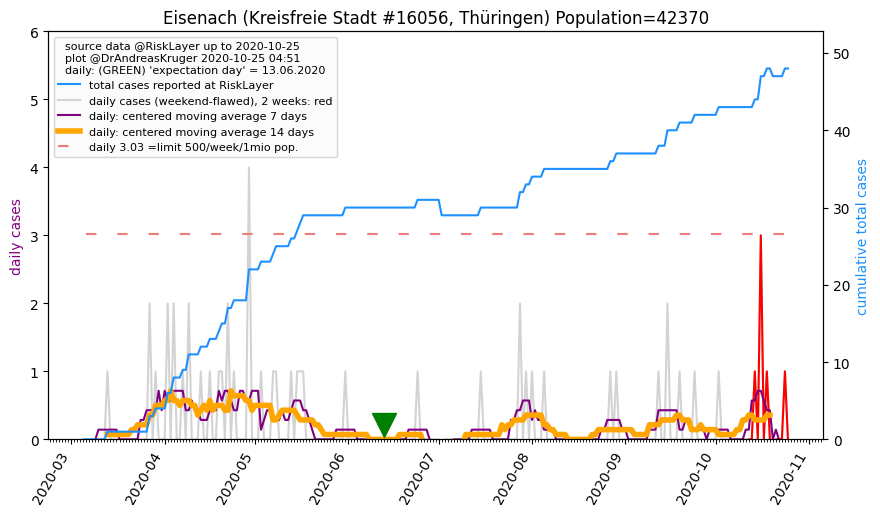 Eisenach (Kreisfreie Stadt #16056, Thüringen) Population=42370
source data @RiskLayer up to 2020-10-25
plot @DrAndreasKruger 2020-10-25 04:51
daily: (GREEN) 'expectation day' = 13.06.2020
total cases reported at RiskLayer
daily cases (weekend-flawed), 2 weeks: red
daily: centered moving average 7 days
daily: centered moving average 14 days
daily 3.03 =limit 500/week/1mio pop.
daily cases
6
5
4
3
2
1
0
50
40
30
20
10
0
cumulative total cases
2020-03
2020-04
2020-05
2020-06
2020-07
2020-08
2020-09
2020-10
2020-11